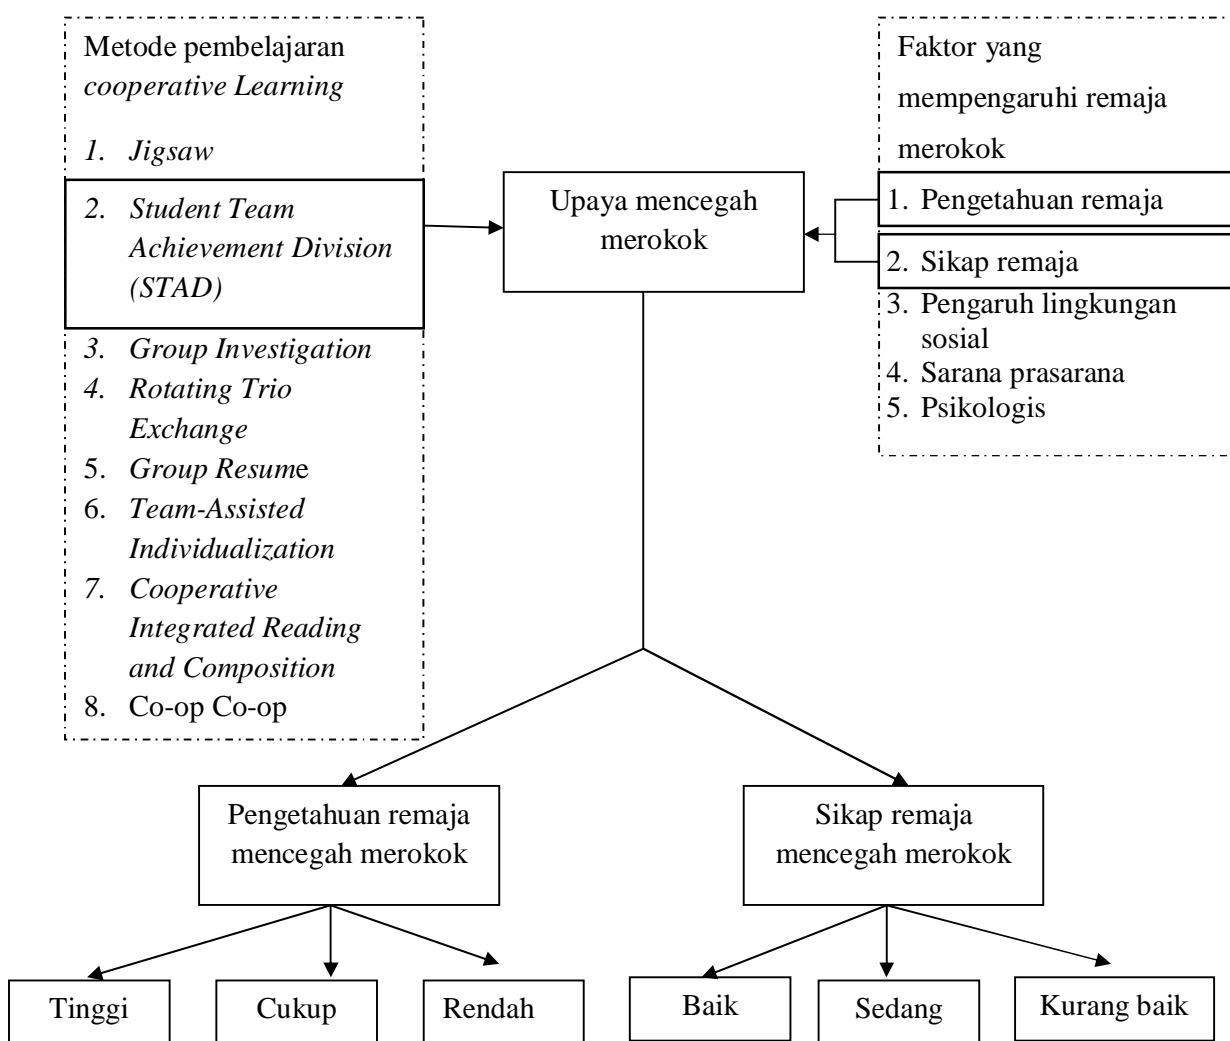 Metode pembelajaran
cooperative Learning
1. Jigsaw
2. Student Team
Achievement Division
(STAD)
3. Group Investigation
4. Rotating Trio
Exchange
5. Group Resume
6. Team-Assisted
Individualization
7. Cooperative
Integrated Reading
and Composition
8. Co-op Co-op
Upaya mencegah
merokok
Faktor yang
mempengaruhi remaja
merokok
1. Pengetahuan remaja
2. Sikap remaja
3. Pengaruh lingkungan
sosial
4. Sarana prasarana
5. Psikologis
Pengetahuan remaja
mencegah merokok
Sikap remaja
mencegah merokok
Tinggi
Cukup
Rendah
Baik
Sedang
Kurang baik